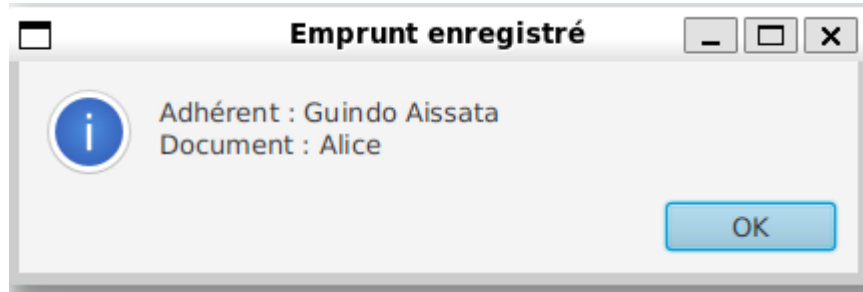 Emprunt enregistré
Adhérent : Guindo Aissata
Document : Alice
OK